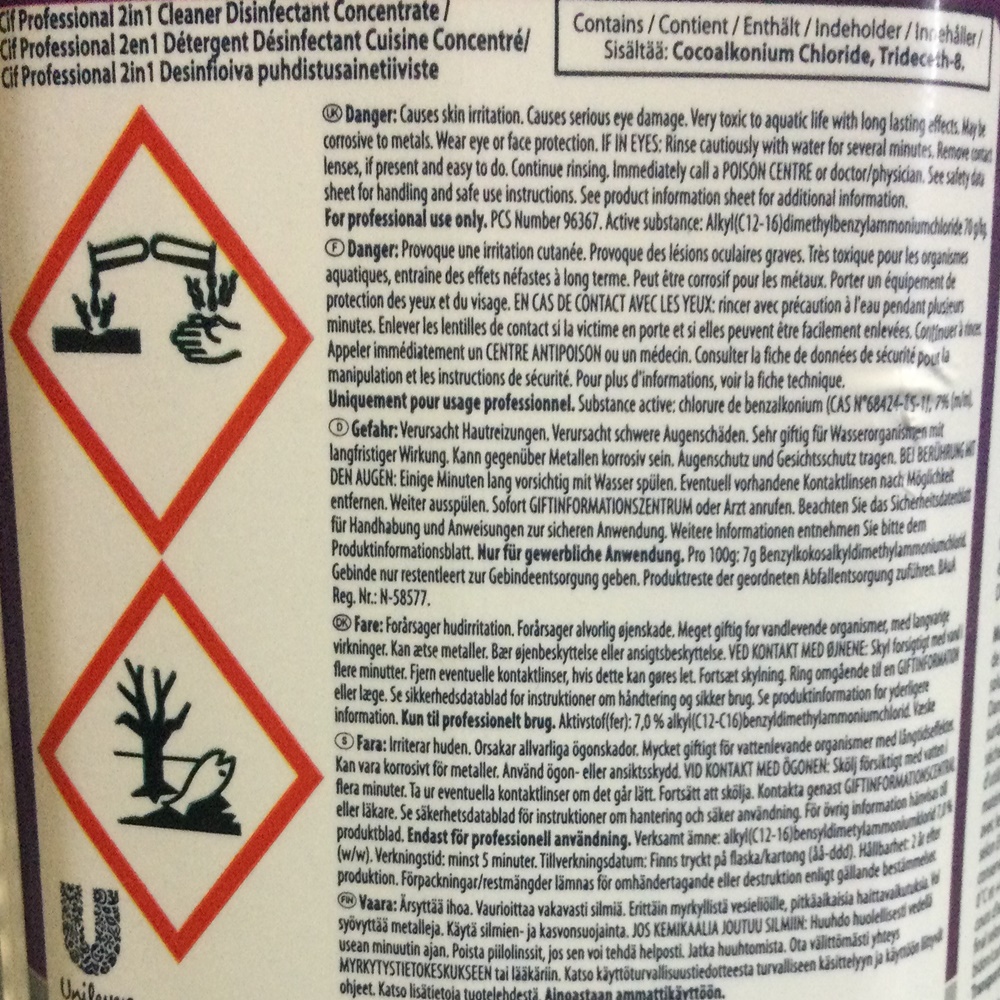 Cif Professional 2in1 Cleaner Disinfectant Concentrate /
Cif Professional 2en1 Détergent Désinfectant Cuisine Concentré/
Cif Professional 2in1 Desinfioiva puhdistusainetiiviste
Contains / Contient / Enthält / Indeholder / Innehåller/
Sisältää: Cocoalkonium Chloride, Trideceth-8.
UK Danger: Causes skin irritation. Causes serious eye damage. Very toxic to aquatic life with long lasting effects. May be
corrosive to metals. Wear eye or face protection. IF IN EYES: Rinse cautiously with water for several minutes. Remove contact
lenses, if present and easy to do. Continue rinsing. Immediately call a POISON CENTRE or doctor/physician. See safety data
sheet for handling and safe use instructions. See product information sheet for additional information.
For professional use only. PCS Number 96367. Active substance: Alkyl(C12-16)dimethylbenzylammoniumchloride 70 g/kg.
F Danger: Provoque une irritation cutanée. Provoque des lésions oculaires graves. Très toxique pour les organismes
aquatiques, entraine des effets néfastes à long terme. Peut être corrosif pour les métaux. Porter un équipement de
protection des yeux et du visage. EN CAS DE CONTACT AVEC LES YEUX: rincer avec précaution à l'eau pendant plusieurs
minutes. Enlever les lentilles de contact si la victime en porte et si elles peuvent être facilement enlevées. Continuer à rincer.
Appeler immédiatement un CENTRE ANTIPOISON ou un médecin. Consulter la fiche de données de sécurité pour la
manipulation et les instructions de sécurité. Pour plus d'informations, voir la fiche technique.
Uniquement pour usage professionnel. Substance active: chlorure de benzalkonium (CAS N°68424-85-1), 7% (m/m).
D Gefahr: Verursacht Hautreizungen. Verursacht schwere Augenschäden. Sehr giftig für Wasserorganismen mit
langfristiger Wirkung. Kann gegenüber Metallen korrosiv sein. Augenschutz und Gesichtsschutz tragen. BEI BERÜHRUNG MIT
DEN AUGEN: Einige Minuten lang vorsichtig mit Wasser spülen. Eventuell vorhandene Kontaktlinsen nach Möglichkeit
entfernen. Weiter ausspülen. Sofort GIFTINFORMATIONSZENTRUM oder Arzt anrufen. Beachten Sie das Sicherheitsdatenblatt
für Handhabung und Anweisungen zur sicheren Anwendung. Weitere Informationen entnehmen Sie bitte dem
Produktinformationsblatt. Nur für gewerbliche Anwendung. Pro 100g: 7g Benzylkokosalkyldimethylammoniumchlorid.
Gebinde nur restentleert zur Gebindeentsorgung geben. Produktreste der geordneten Abfallentsorgung zuführen. BAuA
Reg. Nr.: N-58577.
DK Fare: Forårsager hudirritation. Forårsager alvorlig øjenskade. Meget giftig for vandlevende organismer, med langvarige
virkninger. Kan ætse metaller. Bær øjenbeskyttelse eller ansigtsbeskyttelse. VED KONTAKT MED ØJNENE: Skyl forsigtigt med vand i
flere minutter. Fjern eventuelle kontaktlinser, hvis dette kan gøres let. Fortsæt skylning. Ring omgående til en GIFTINFORMATION
eller læge. Se sikkerhedsdatablad for instruktioner om håndtering og sikker brug. Se produktinformation for yderligere
information. Kun til professionelt brug. Aktivstof(fer): 7,0 % alkyl(C12-C16)benzyldimethylammoniumchlorid. Væske
S Fara: Irriterar huden. Orsakar allvarliga ögonskador. Mycket giftigt för vattenlevande organismer med långtidseffekter.
Kan vara korrosivt för metaller. Använd ögon- eller ansiktsskydd. VID KONTAKT MED ÖGONEN: Skölj försiktigt med vatten i
flera minuter. Ta ur eventuella kontaktlinser om det går lätt. Fortsätt att skölja. Kontakta genast GIFTINFORMATIONSCENTRAL
eller läkare. Se säkerhetsdatablad för instruktioner om hantering och säker användning. För övrig information hänvisas till
produktblad. Endast för professionell användning. Verksamt ämne: alkyl(C12-16)bensyldimetylammoniumklorid 7,0%
(w/w). Verkningstid: minst 5 minuter. Tillverkningsdatum: Finns tryckt på flaska/kartong (åå-ddd). Hållbarhet: 2 år efter
produktion. Förpackningar/restmängder lämnas för omhändertagande eller destruktion enligt gällande bestämmelser.
FIN Vaara: Ärsyttää ihoa. Vaurioittaa vakavasti silmiä. Erittäin myrkyllistä vesieliöille, pitkäaikaisia haittavaikutuksia. Voi
syövyttää metalleja. Käytä silmien- ja kasvonsuojainta. JOS KEMIKAALIA JOUTUU SILMIIN: Huuhdo huolellisesti vedellä
usean minuutin ajan. Poista piilolinssit, jos sen voi tehdä helposti. Jatka huuhtomista. Ota välittömästi yhteys
MYRKYTYSTIETOKESKUKSEEN tai lääkäriin. Katso käyttöturvallisuustiedotteesta turvalliseen käsittelyyn ja käyttöön liittyvät
ohjeet. Katso lisätietoja tuotelehdestä. Ainoastaan ammattikäyttöön.
Unilever